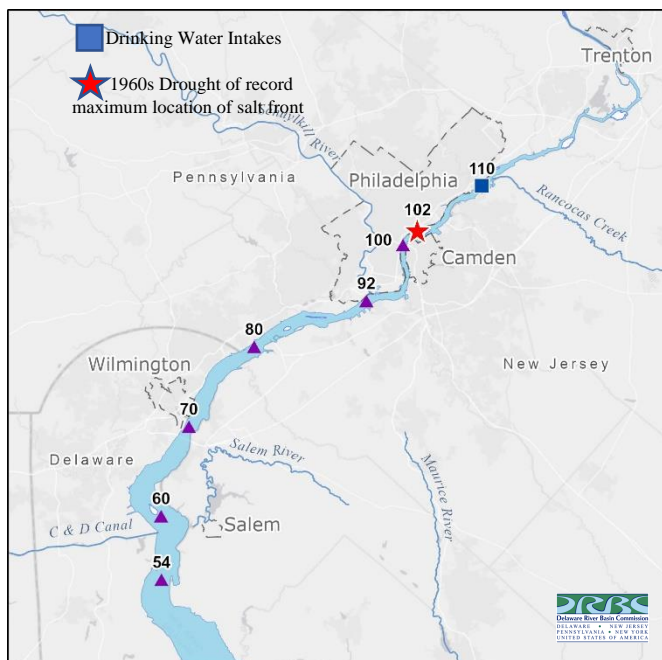 Drinking Water Intakes
1960s Drought of record
maximum location of salt front
Trenton
Schuylkill River
Pennsylvania
Philadelphia
110
Rancocas Creek
102
100
Camden
92
80
New Jersey
Wilmington
70
Salem River
Maurice River
Delaware
60
C & D Canal
Salem
54
DRBC
Delaware River Basin Commission
DELAWARE • NEW JERSEY
PENNSYLVANIA • NEW YORK
UNITED STATES OF AMERICA